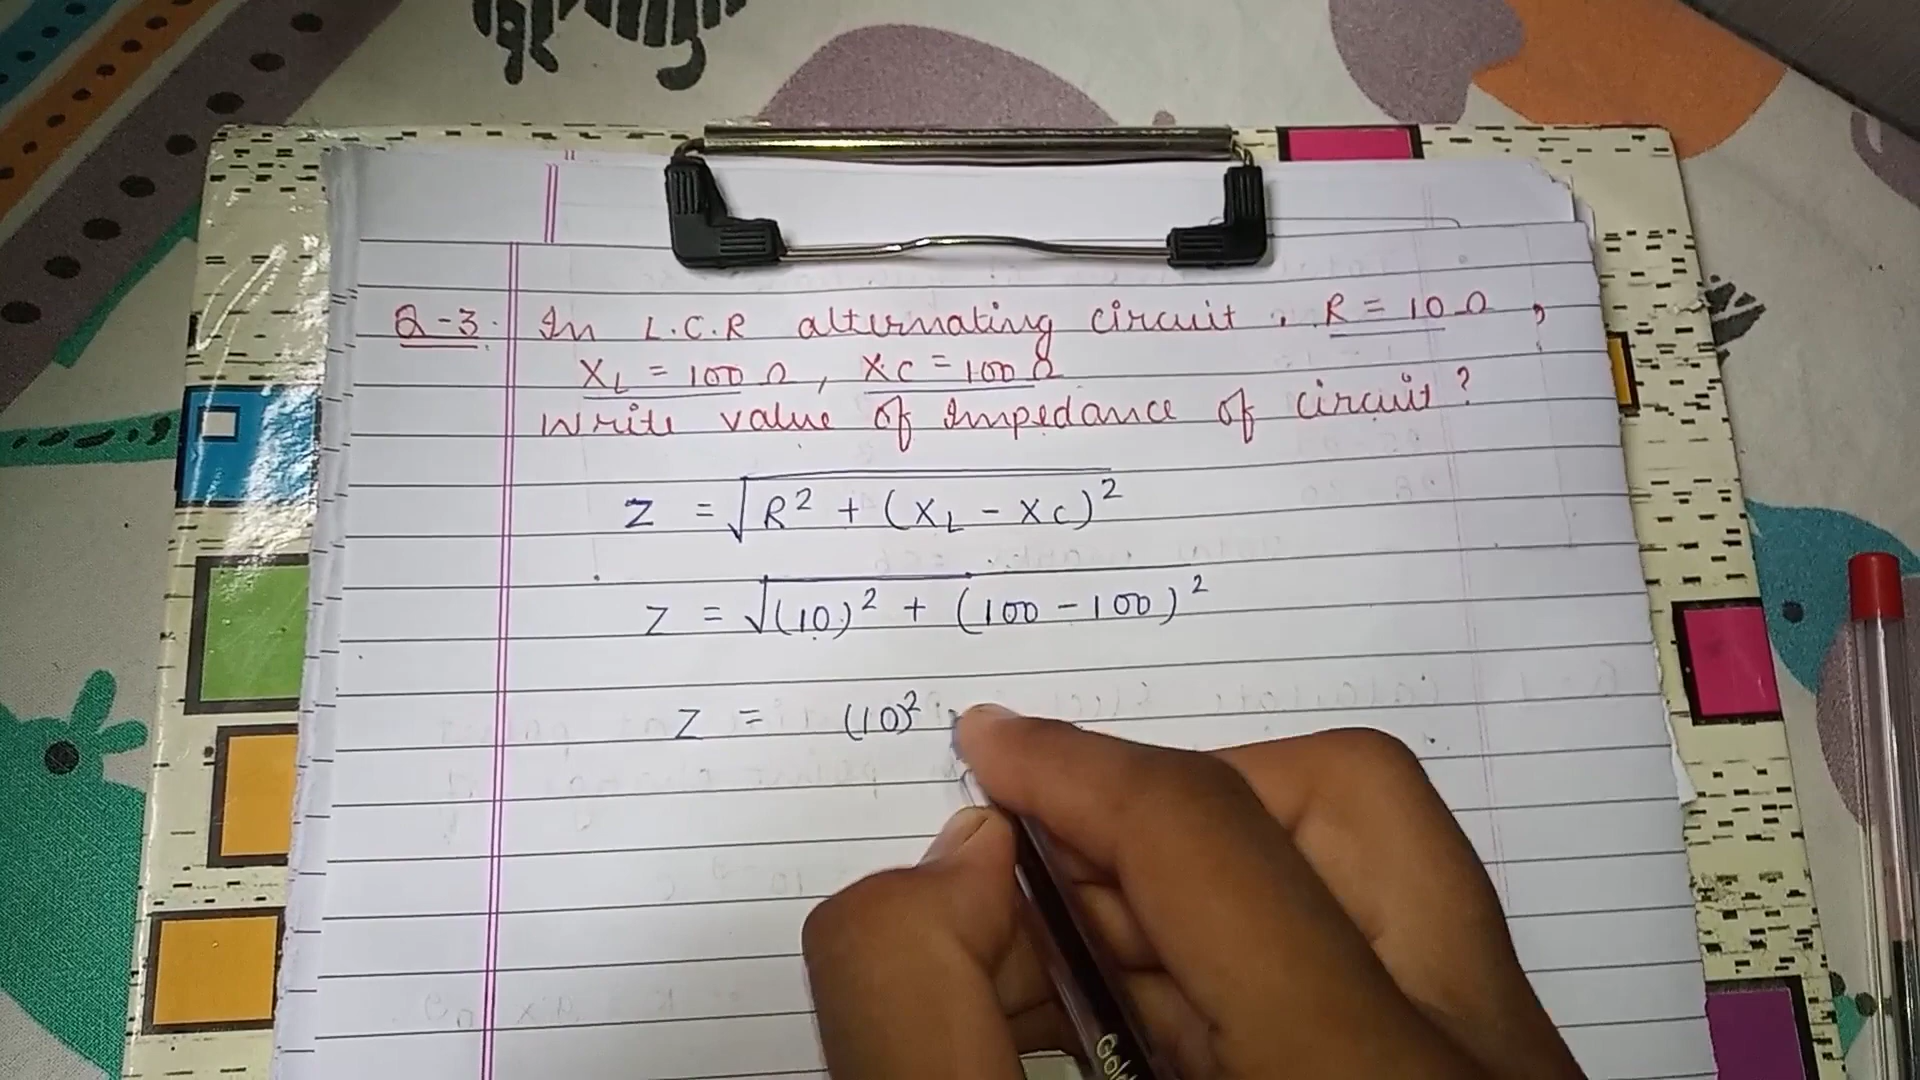 Q-3. In L.C.R alternating circuit, R = 10 Ω,
XL = 100 Ω, XC = 100 Ω
Write value of Impedance of circuit?
Z = √R² + (XL - XC)²
Z = √(10)² + (100 - 100)²
Z = (10)²
Gold